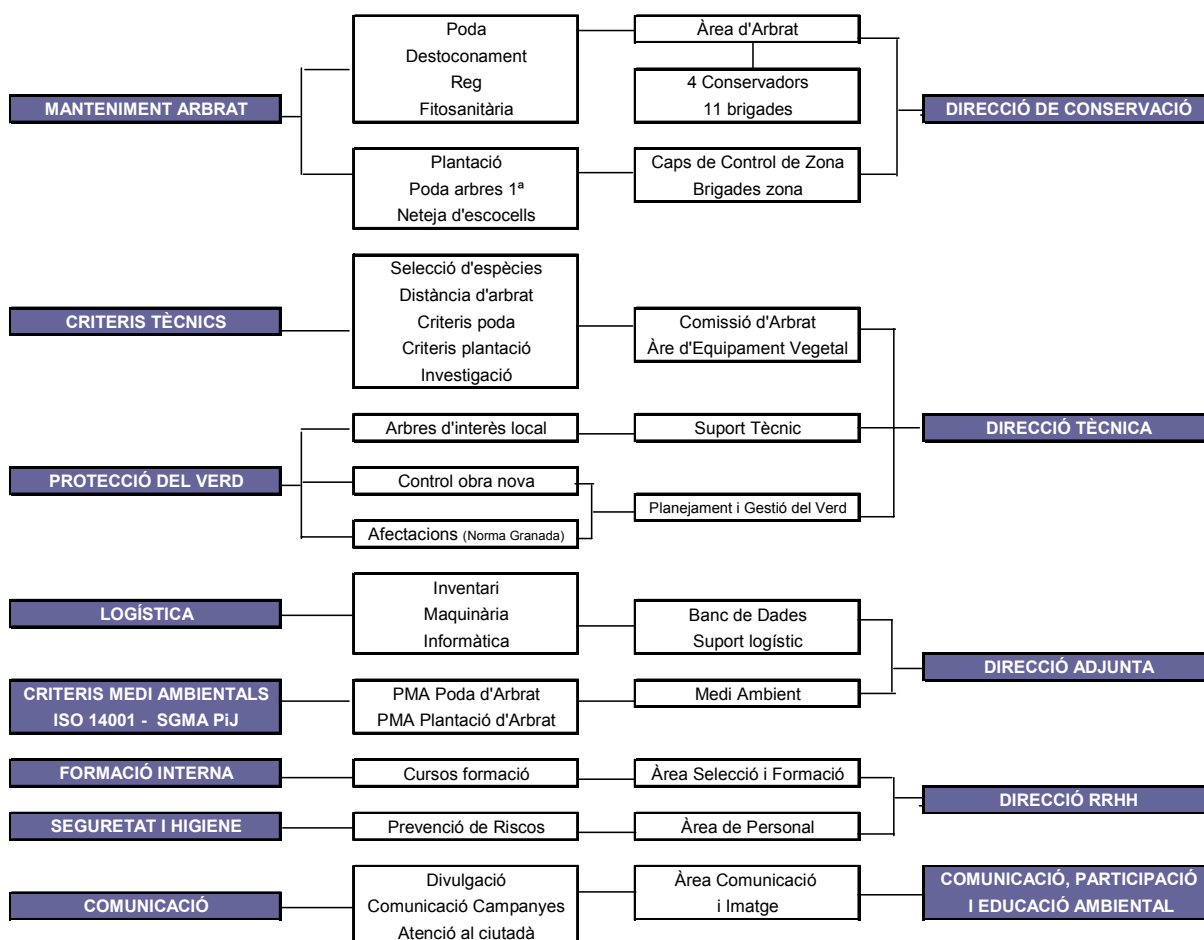 MANTENIMENT ARBRAT
Poda
Destoconament
Reg
Fitosanitària
Àrea d'Arbrat
4 Conservadors
11 brigades
DIRECCIÓ DE CONSERVACIÓ
Plantació
Poda arbres 1ª
Neteja d'escocells
Caps de Control de Zona
Brigades zona
CRITERIS TÈCNICS
Selecció d'espècies
Distància d'arbrat
Criteris poda
Criteris plantació
Investigació
Comissió d'Arbrat
Àre d'Equipament Vegetal
DIRECCIÓ TÈCNICA
PROTECCIÓ DEL VERD
Arbres d'interès local
Suport Tècnic
Control obra nova
Afectacions (Norma Granada)
Planejament i Gestió del Verd
LOGÍSTICA
Inventari
Maquinària
Informàtica
Banc de Dades
Suport logístic
DIRECCIÓ ADJUNTA
CRITERIS MEDI AMBIENTALS
ISO 14001 - SGMA PiJ
PMA Poda d'Arbrat
PMA Plantació d'Arbrat
Medi Ambient
FORMACIÓ INTERNA
Cursos formació
Àrea Selecció i Formació
DIRECCIÓ RRHH
SEGURETAT I HIGIENE
Prevenció de Riscos
Àrea de Personal
COMUNICACIÓ
Divulgació
Comunicació Campanyes
Atenció al ciutadà
Àrea Comunicació
i Imatge
COMUNICACIÓ, PARTICIPACIÓ
I EDUCACIÓ AMBIENTAL